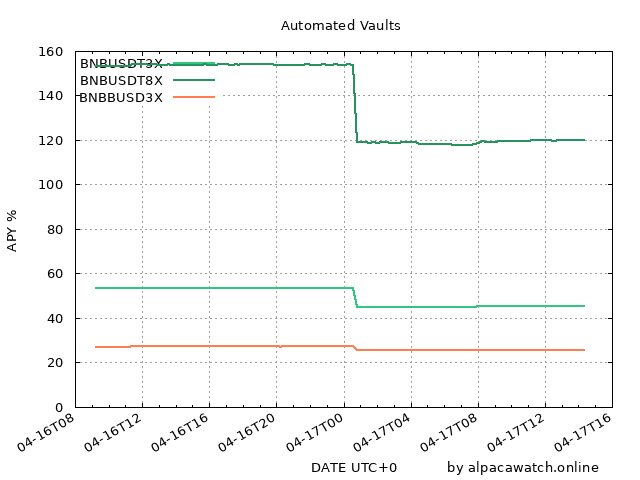 Automated Vaults
BNBUSDT3X
BNBUSDT8X
BNBBUSD3X
APY %
160
140
120
100
80
60
40
20
0
04-16T08
04-16T12
04-16T16
04-16T20
04-17T00
04-17T04
04-17T08
04-17T12
04-17T16
DATE UTC+0
by alpacawatch.online